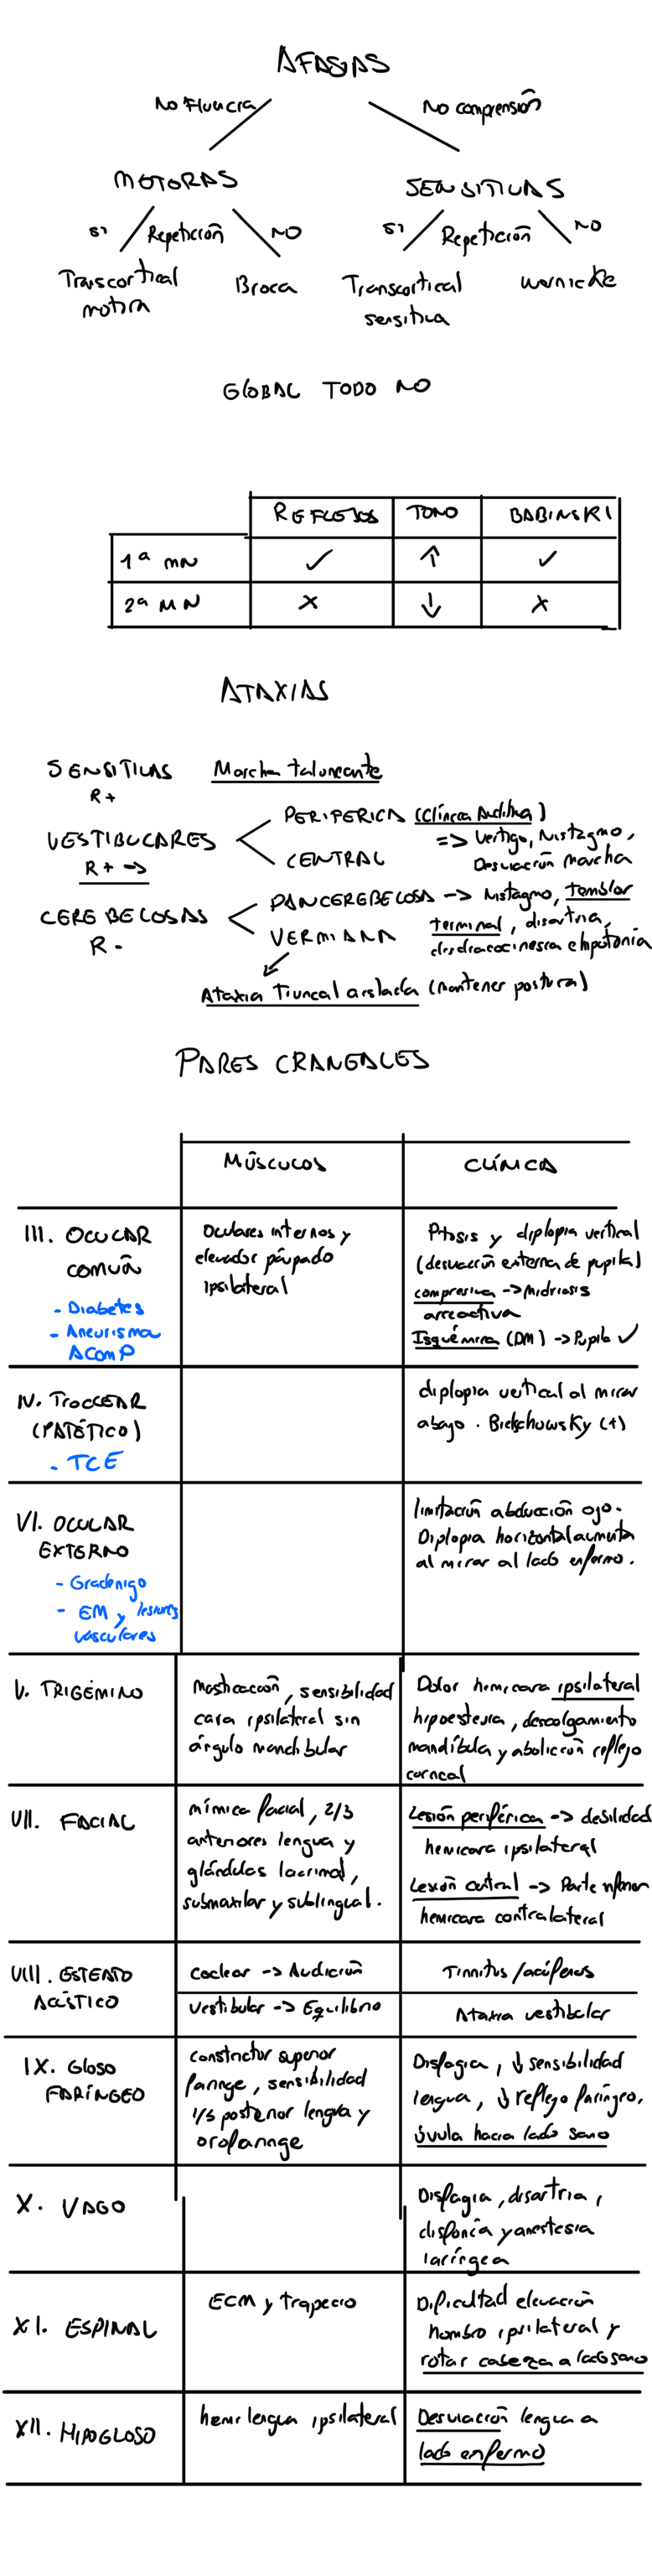 AFASIAS
No Fluencia No comprensión
MOTORAS SENSITIVAS
Si Repetición NO Si Repetición NO
Transcortical Broca Transcortical Wernicke
motora sensitiva
GLOBAL TODO NO
REFLEJOS TONO BABINSKI
1ª MN ✓ ↑ ✓
2ª MN X ↓ X
ATAXIAS
SENSITIVAS Marcha taloneante
R+
VESTIBULARES PERIFERICA (Clínica Auditiva)
=> Vertigo, Nistagmo,
R+ -> CENTRAL Desviación marcha
CEREBELOSAS PANCEREBELOSA -> Nistagmo, temblor
R- VERMIANA terminal, disartria,
disdiadococinesia e hipotonía
Ataxia Truncal aislada (mantener postura)
PARES CRANEALES
MÚSCULOS CLÍNICA
III. OCULAR
COMÚN
- Diabetes
- Aneurisma
AComP
Oculares internos y
elevador párpado
ipsilateral
Ptosis y diplopia vertical
(desviación externa de pupila)
compresiva -> Midriasis
arreactiva
Isquémica (DM) -> Pupila ✓
IV. TROCLEAR
(PATÉTICO)
- TCE
diplopia vertical al mirar
abajo. Bielschowsky (+)
VI. OCULAR
EXTERNO
- Gradenigo
- EM y lesiones
vasculares
limitación abducción ojo.
Diplopia horizontal aumenta
al mirar al lado enfermo.
V. TRIGÉMINO
Masticación, sensibilidad
cara ipsilateral sin
ángulo mandibular
Dolor hemicara ipsilateral
hipoestesia, descolgamiento
mandíbula y abolición reflejo
corneal
VII. FACIAL
mímica facial, 2/3
anteriores lengua y
glándulas lacrimal,
submaxilar y sublingual.
Lesión periférica -> debilidad
hemicara ipsilateral
Lesión central -> Parte inferior
hemicara contralateral
VIII. ESTENTO
ACÚSTICO
Coclear -> Audición
Vestibular -> Equilibrio
Tinnitus/acúfenos
Ataxia vestibular
IX. Gloso
FARÍNGEO
constrictor superior
faringe, sensibilidad
1/3 posterior lengua y
orofaringe
Disfagia, ↓ sensibilidad
lengua, ↓ reflejo faríngeo,
úvula hacia lado sano
X. VAGO
Disfagia, disartria,
disfonía y anestesia
laríngea
XI. ESPINAL
ECM y trapecio
Dificultad elevación
hombro ipsilateral y
rotar cabeza a lado sano
XII. HIPOGLOSO
hemilengua ipsilateral
Desviación lengua a
lado enfermo